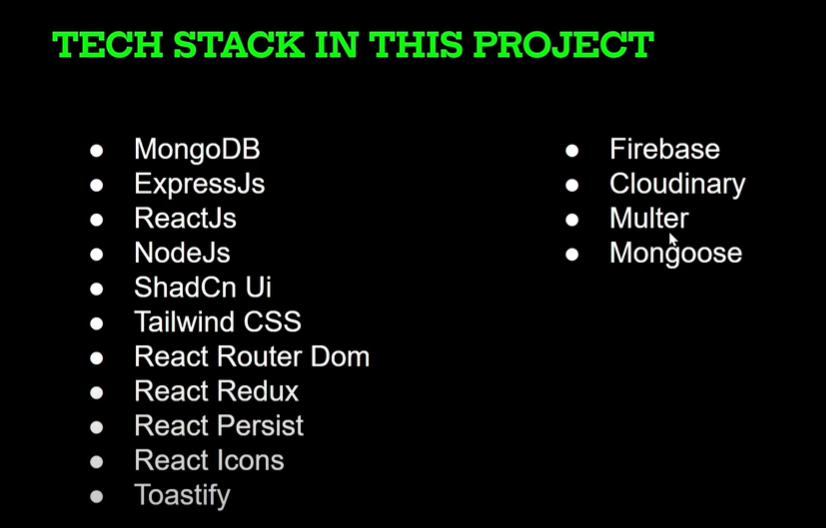 TECH STACK IN THIS PROJECT
● MongoDB
● ExpressJs
● ReactJs
● NodeJs
● ShadCn Ui
● Tailwind CSS
● React Router Dom
● React Redux
● React Persist
● React Icons
● Toastify
● Firebase
● Cloudinary
● Multer
● Mongoose